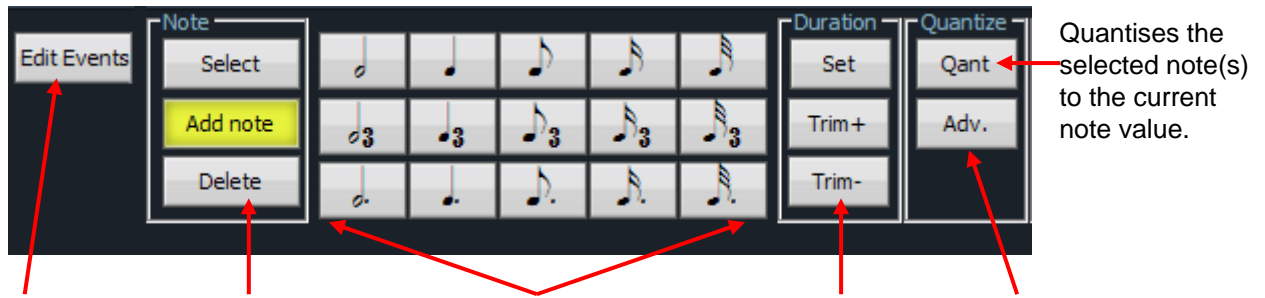 Note
Duration
Quantize
Edit Events
Select
Set
Qant
Add note
3
3
3
3
3
Trim+
Adv.
Delete
Trim-
Quantises the
selected note(s)
to the current
note value.